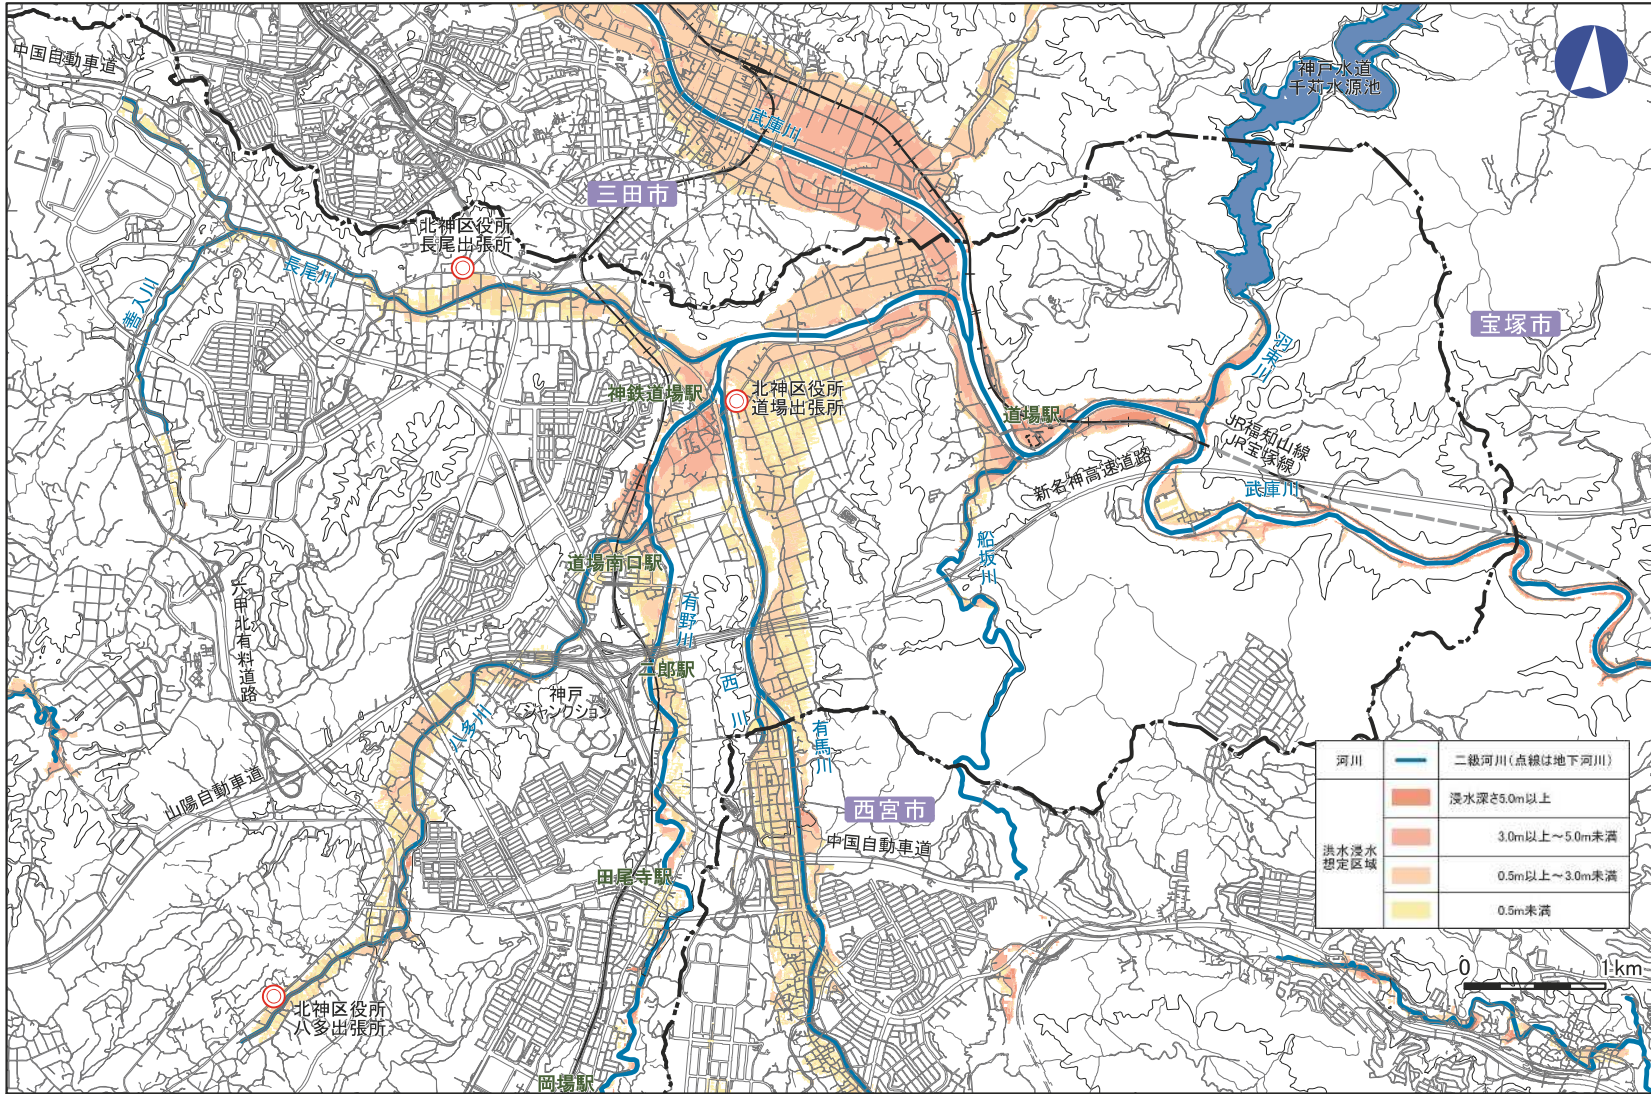 中国自動車道
神戸水道
千苅水源池
武庫川
三田市
北神区役所
長尾出張所
長尾川
善入川
宝塚市
羽束川
神鉄道場駅
北神区役所
道場出張所
道場駅
JR福知山線
(JR宝塚線)
新名神高速道路
武庫川
船坂川
道場南口駅
六甲北有料道路
有野川
二郎駅
西川
神戸
ジャンクション
八多川
有馬川
山陽自動車道
西宮市
中国自動車道
田尾寺駅
北神区役所
八多出張所
岡場駅
河川
二級河川(点線は地下河川)
洪水浸水
想定区域
浸水深さ5.0m以上
3.0m以上～5.0m未満
0.5m以上～3.0m未満
0.5m未満
0
1km